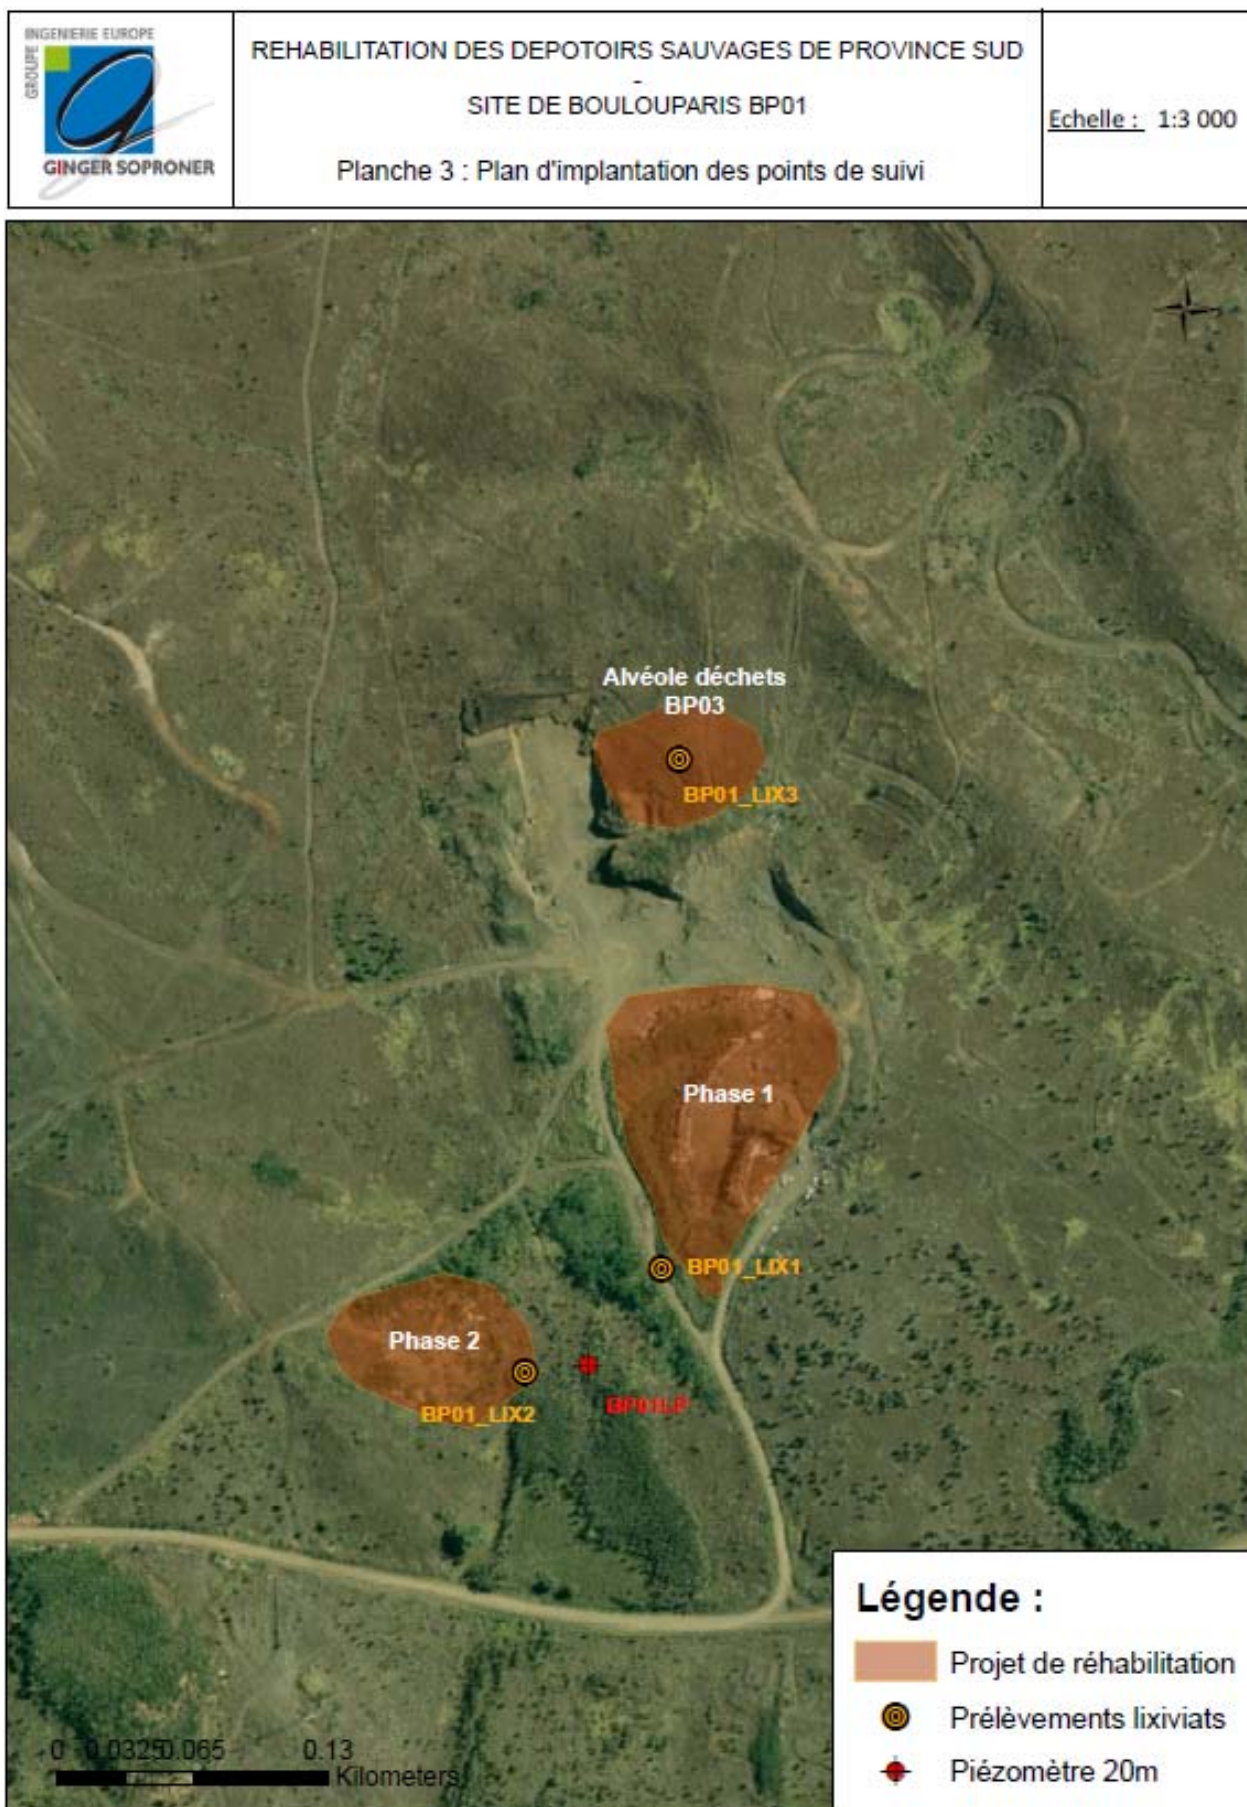 INGENIERIE EUROPE
GROUPE
GINGER SOPRONER
REHABILITATION DES DEPOTOIRS SAUVAGES DE PROVINCE SUD
-
SITE DE BOULOUPARIS BP01
Planche 3 : Plan d'implantation des points de suivi
Echelle : 1:3 000
Alvéole déchets
BP03
BP01_LIX3
Phase 1
BP01_LIX1
Phase 2
BP01_LIX2
Légende :
Projet de réhabilitation
Prélèvements lixiviats
Piézomètre 20m
0 0.0325 0.065 0.13
Kilometers